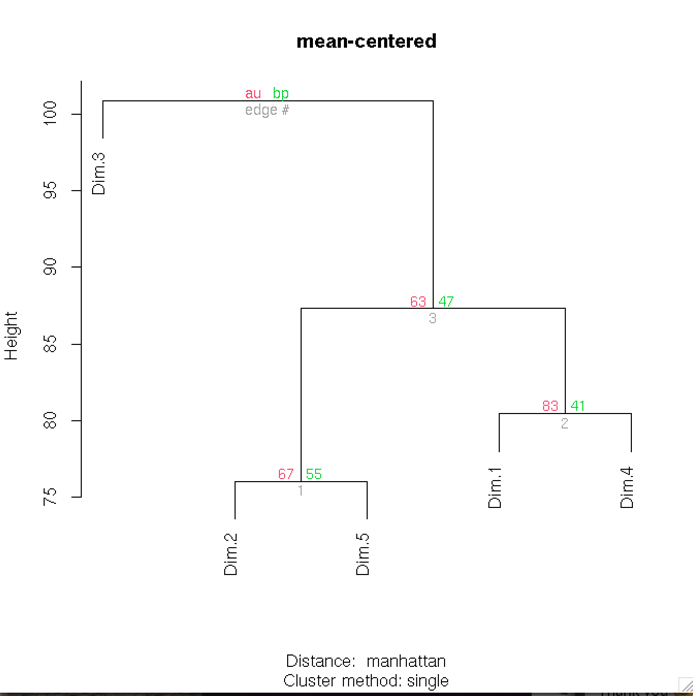 mean-centered
au bp
edge #
Height
100
95
90
85
80
75
Dim.3
63 47
3
83 41
2
Dim.1
Dim.4
67 55
1
Dim.2
Dim.5
Distance: manhattan
Cluster method: single